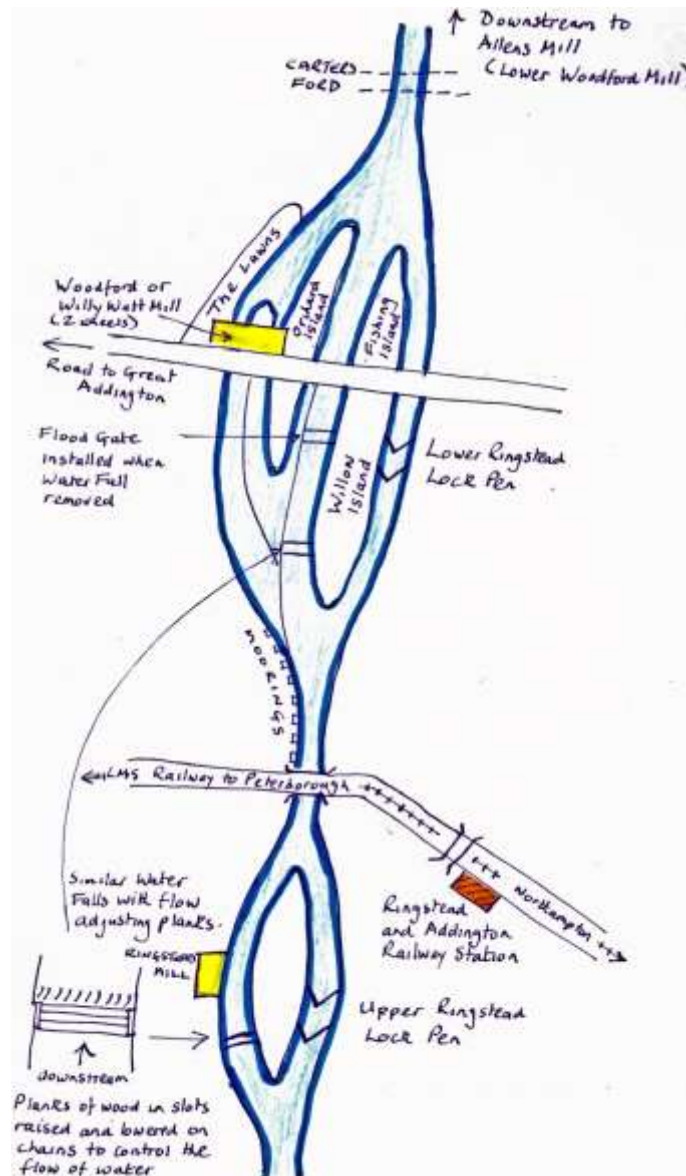 Downstream to
Allens Mill
(Lower Woodford Mill)
CARTERS
FORD
The Lawns
Woodford or
Willy Watt Mill
(2 wheels)
Orchard
Island
Fishing
Island
Road to Great
Addington
Flood Gate
installed when
Water Fall
removed
Lower Ringstead
Lock Pen
Willow
Island
MOORINGS
LMS Railway to Peterborough
Northampton
Similar Water
Falls with flow
adjusting planks.
Ringstead
and Addington
Railway Station
RINGSTEAD
MILL
Upper Ringstead
Lock Pen
downstream
Planks of wood in slots
raised and lowered on
chains to control the
flow of water